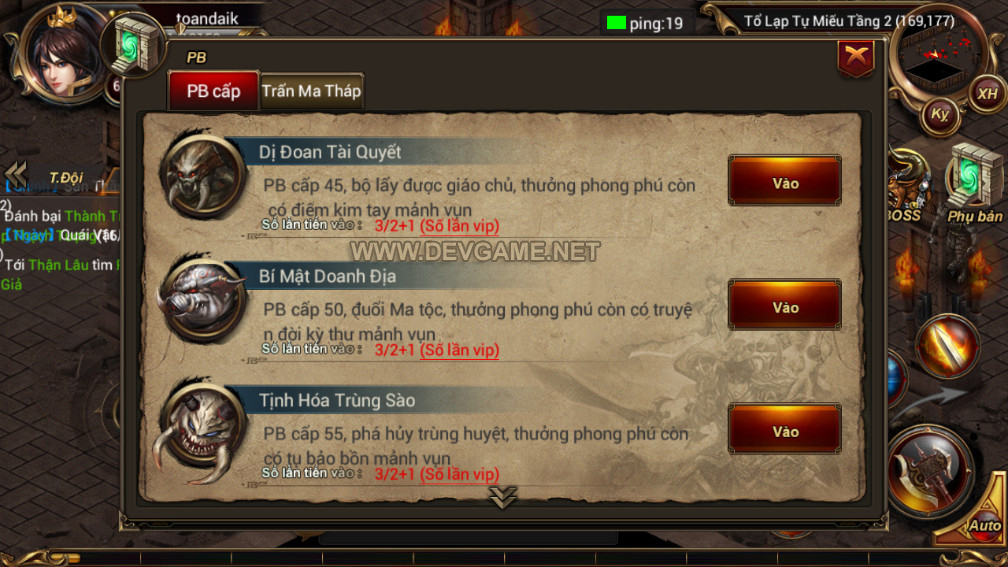 toandaik
ping:19
Tổ Lạp Tự Miếu Tầng 2 (169,177)
PB
PB cấp
Trấn Ma Tháp
XH
Kỵ
Dị Đoan Tài Quyết
PB cấp 45, bộ lấy được giáo chủ, thưởng phong phú còn
có điểm kim tay mảnh vụn
Số lần tiến vào : 3/2+1 (Số lần vip)
Vào
T.Đội
Đánh bại Thành
Quái Vật
Tới Thận Lâu tìm
Giả
BOSS
Phụ bản
WWW.DEVGAME.NET
Bí Mật Doanh Địa
PB cấp 50, đuổi Ma tộc, thưởng phong phú còn có truyệ
n đời kỳ thư mảnh vụn
Số lần tiến vào : 3/2+1 (Số lần vip)
Vào
Tịnh Hóa Trùng Sào
PB cấp 55, phá hủy trùng huyệt, thưởng phong phú còn
có tụ bảo bồn mảnh vụn
Số lần tiến vào : 3/2+1 (Số lần vip)
Vào
Auto